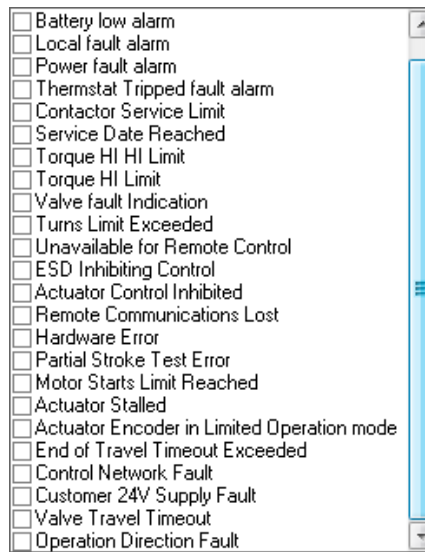 Battery low alarm
Local fault alarm
Power fault alarm
Thermstat Tripped fault alarm
Contactor Service Limit
Service Date Reached
Torque HI HI Limit
Torque HI Limit
Valve fault Indication
Turns Limit Exceeded
Unavailable for Remote Control
ESD Inhibiting Control
Actuator Control Inhibited
Remote Communications Lost
Hardware Error
Partial Stroke Test Error
Motor Starts Limit Reached
Actuator Stalled
Actuator Encoder in Limited Operation mode
End of Travel Timeout Exceeded
Control Network Fault
Customer 24V Supply Fault
Valve Travel Timeout
Operation Direction Fault